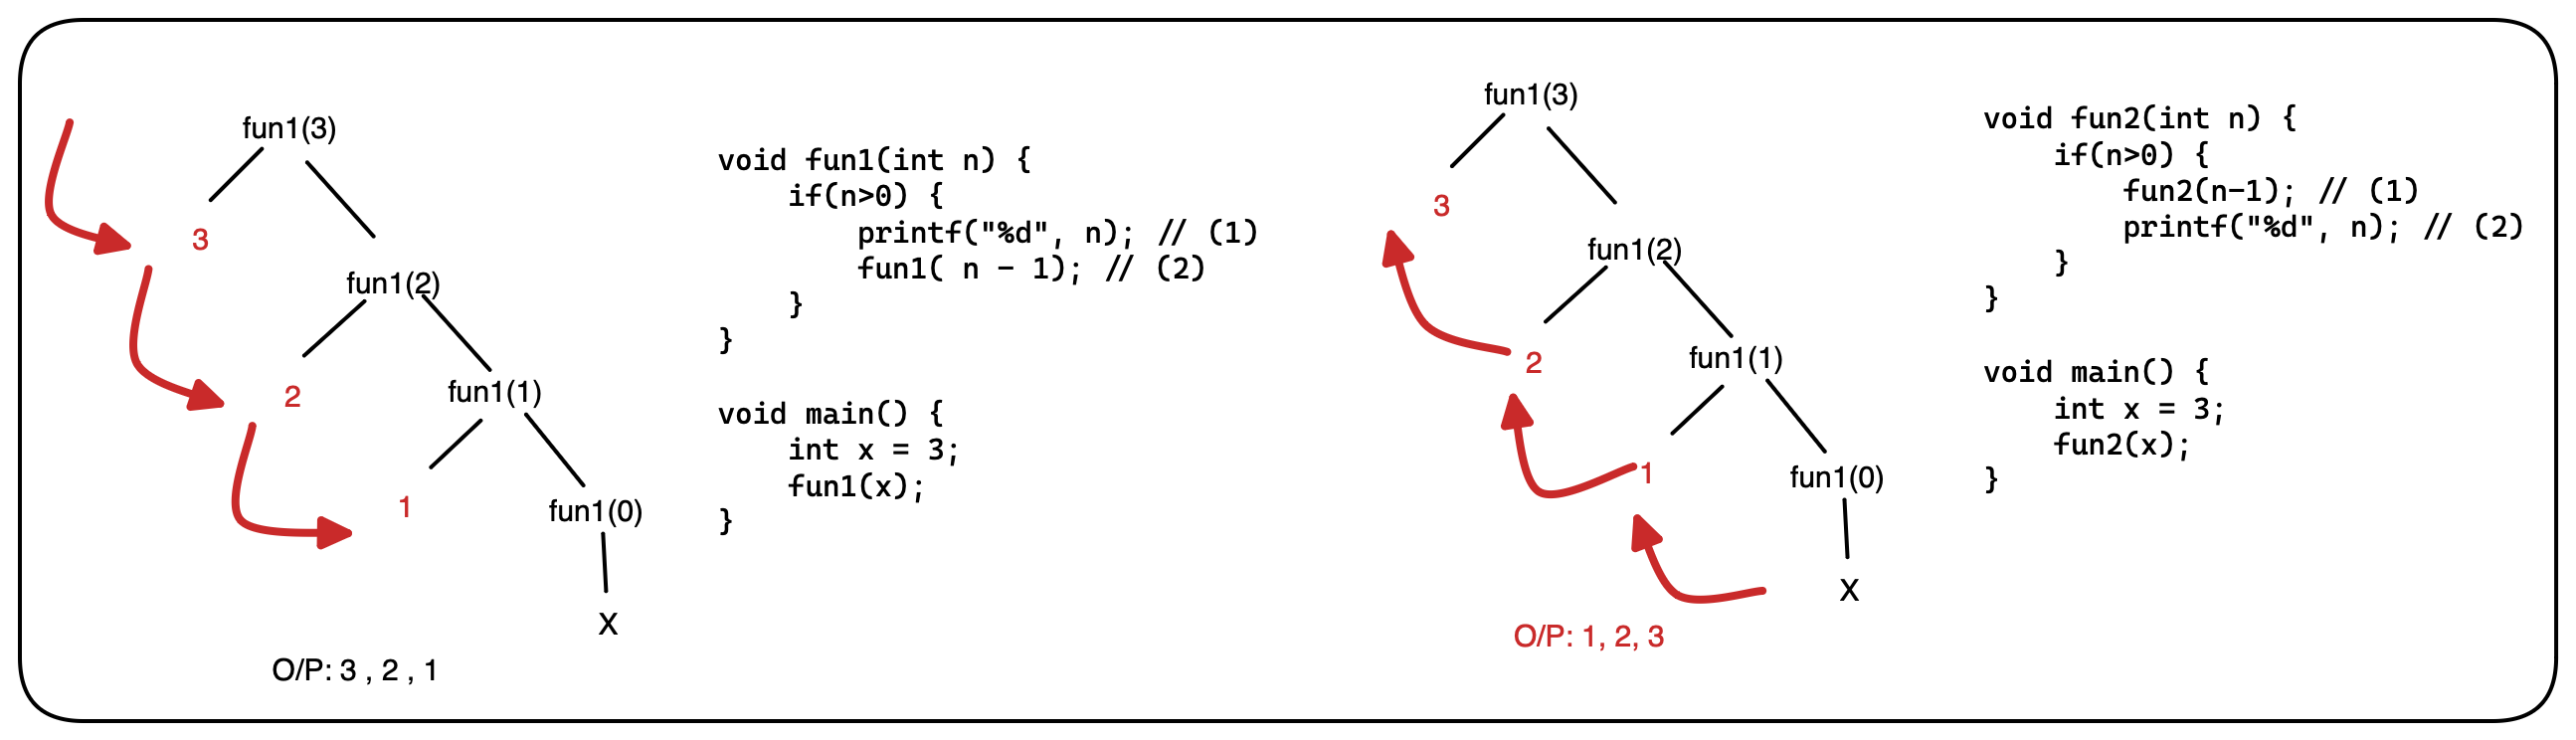 fun1(3)
3
fun1(2)
2
fun1(1)
1
fun1(0)
X
O/P: 3 , 2 , 1
void fun1(int n) {
if(n>0) {
printf("%d", n); // (1)
fun1( n - 1); // (2)
}
}
void main() {
int x = 3;
fun1(x);
}
fun1(3)
3
fun1(2)
2
fun1(1)
1
fun1(0)
X
O/P: 1, 2, 3
void fun2(int n) {
if(n>0) {
fun2(n-1); // (1)
printf("%d", n); // (2)
}
}
void main() {
int x = 3;
fun2(x);
}